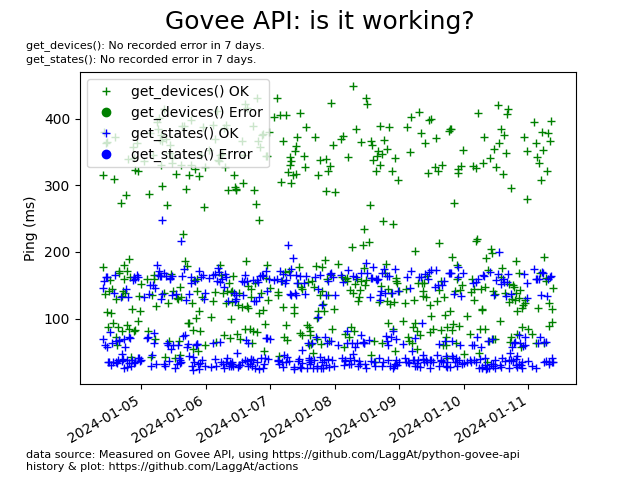 Govee API: is it working?
get_devices(): No recorded error in 7 days.
get_states(): No recorded error in 7 days.
get_devices() OK
get_devices() Error
get_states() OK
get_states() Error
Ping (ms)
400
300
200
100
2024-01-05
2024-01-06
2024-01-07
2024-01-08
2024-01-09
2024-01-10
2024-01-11
data source: Measured on Govee API, using https://github.com/LaggAt/python-govee-api
history & plot: https://github.com/LaggAt/actions